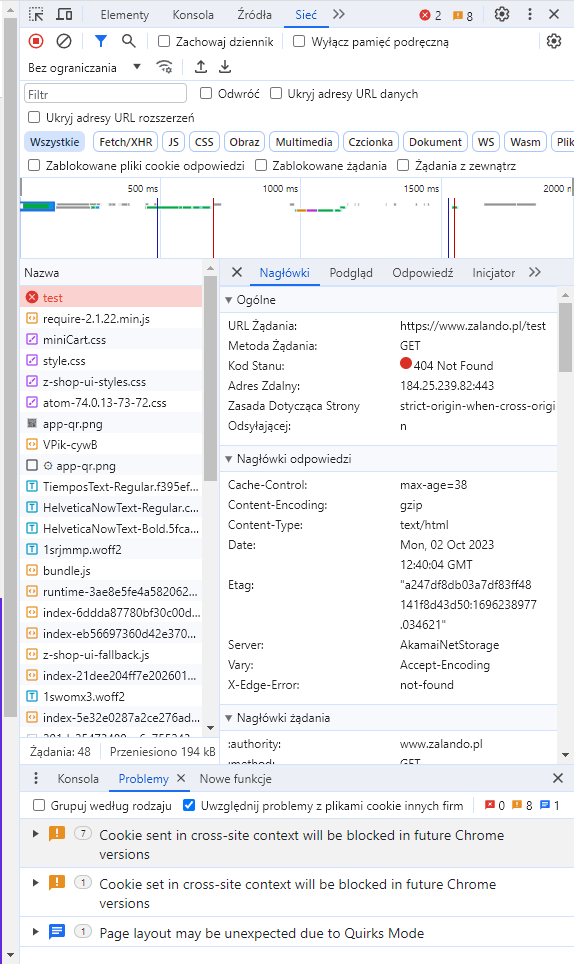 Elementy Konsola Źródła Sieć 2 8
Zachowaj dziennik Wyłącz pamięć podręczną
Bez ograniczania
Filtr Odwróć Ukryj adresy URL danych
Ukryj adresy URL rozszerzeń
Wszystkie Fetch/XHR JS CSS Obraz Multimedia Czcionka Dokument WS Wasm Plik
Zablokowane pliki cookie odpowiedzi Zablokowane żądania Żądania z zewnątrz
500 ms 1000 ms 1500 ms 2000 n
Nazwa
test
require-2.1.22.min.js
miniCart.css
style.css
z-shop-ui-styles.css
atom-74.0.13-73-72.css
app-qr.png
VPik-cywB
app-qr.png
TiemposText-Regular.f395ef...
HelveticaNowText-Regular.c...
HelveticaNowText-Bold.5fca...
1srjmmp.woff2
bundle.js
runtime-3ae8e5fe4a582062...
index-6ddda87780bf30c00d...
index-eb56697360d42e370...
z-shop-ui-fallback.js
index-21dee204ff7e202601...
1swomx3.woff2
index-5e32e0287a2ce276ad...
Żądania: 48 Przeniesiono 194 kB
Nagłówki Podgląd Odpowiedź Inicjator
Ogólne
URL Żądania: https://www.zalando.pl/test
Metoda Żądania: GET
Kod Stanu: 404 Not Found
Adres Zdalny: 184.25.239.82:443
Zasada Dotycząca Strony strict-origin-when-cross-origi
Odsyłającej: n
Nagłówki odpowiedzi
Cache-Control: max-age=38
Content-Encoding: gzip
Content-Type: text/html
Date: Mon, 02 Oct 2023
12:40:04 GMT
Etag: "a247df8db03a7df83ff48
141f8d43d50:1696238977
.034621"
Server: AkamaiNetStorage
Vary: Accept-Encoding
X-Edge-Error: not-found
Nagłówki żądania
:authority: www.zalando.pl
:method: GET
Konsola Problemy Nowe funkcje
Grupuj według rodzaju Uwzględnij problemy z plikami cookie innych firm 0 8 1
7 Cookie sent in cross-site context will be blocked in future Chrome
versions
1 Cookie set in cross-site context will be blocked in future Chrome
versions
1 Page layout may be unexpected due to Quirks Mode